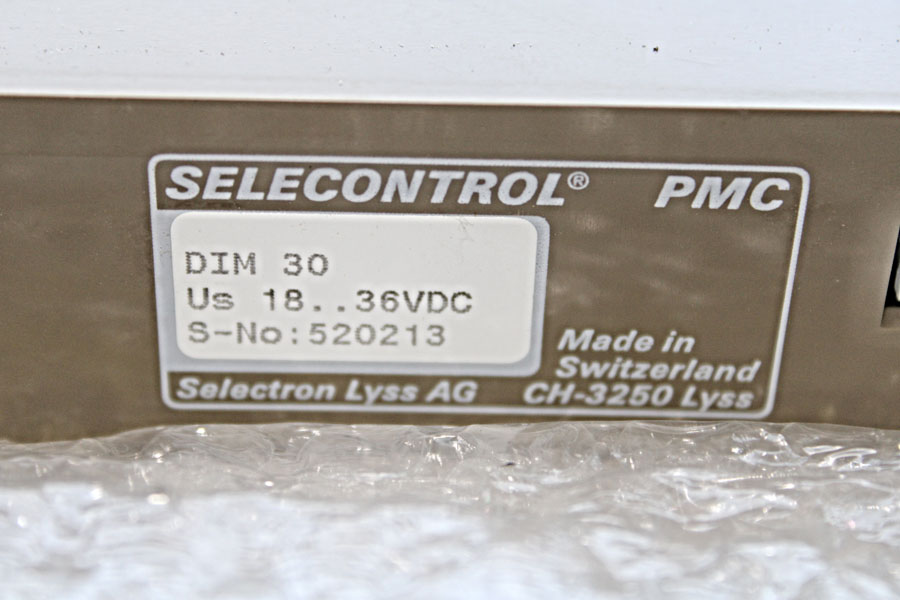 SELECONTROL® PMC
DIM 30
Us 18..36VDC
S-No:520213
Made in
Switzerland
Selectron Lyss AG CH-3250 Lyss